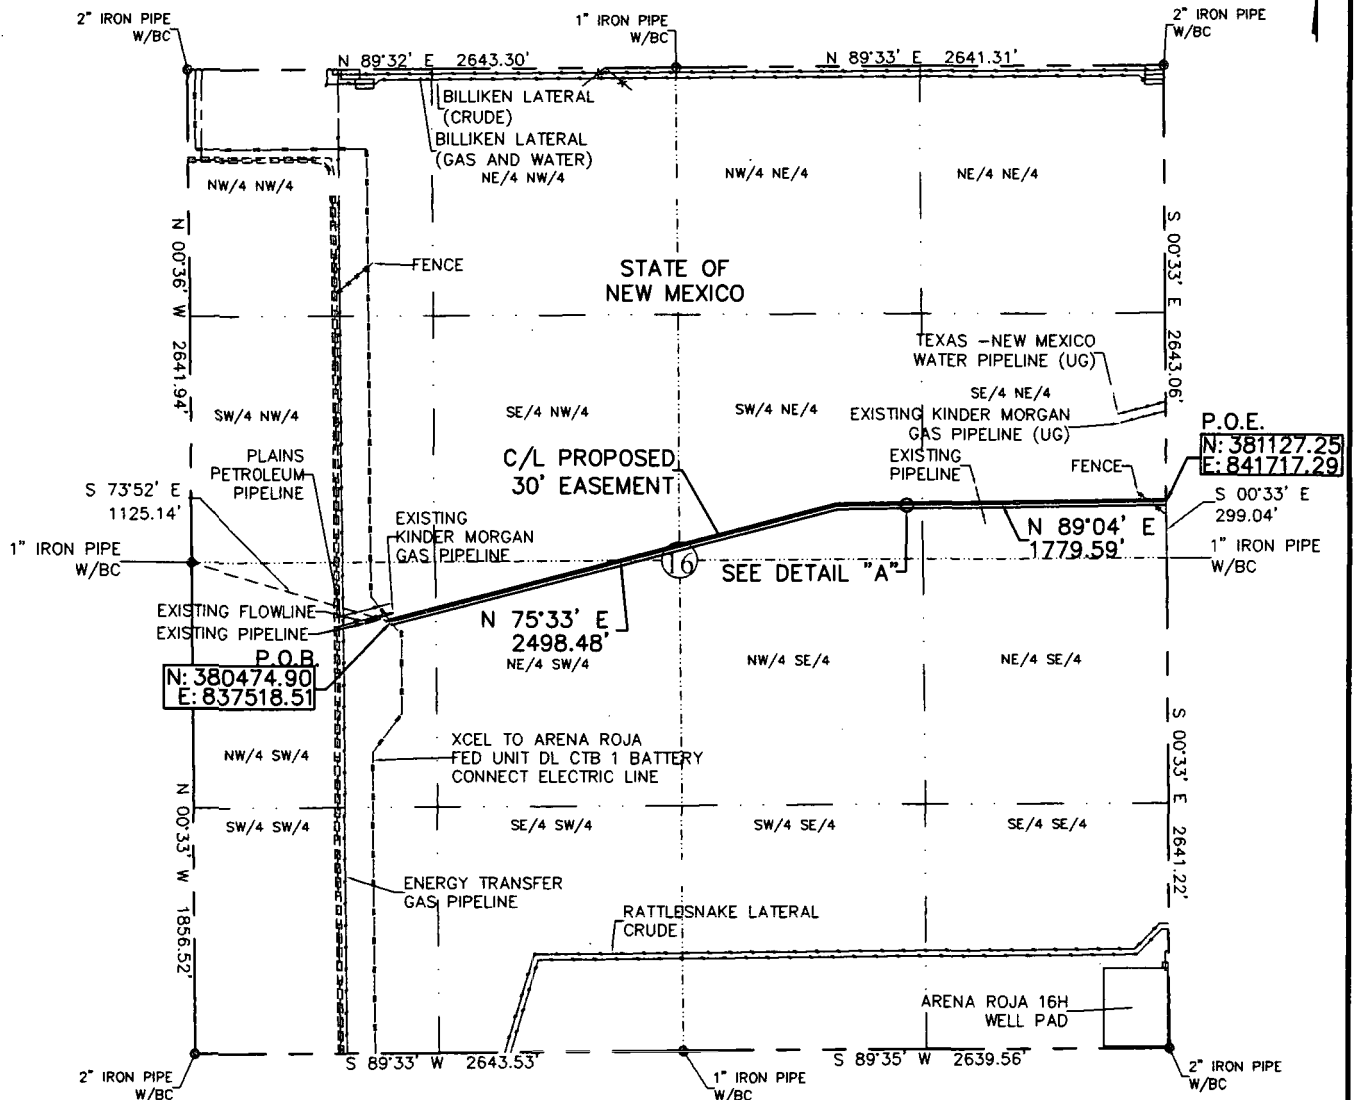 2" IRON PIPE
W/BC
1" IRON PIPE
W/BC
2" IRON PIPE
W/BC
N 89°32' E 2643.30'
N 89°33' E 2641.31'
BILLIKEN LATERAL
(CRUDE)
BILLIKEN LATERAL
(GAS AND WATER)
NW/4 NW/4
NE/4 NW/4
NW/4 NE/4
NE/4 NE/4
N 00°36' W 2641.94'
S 00°33' E 2643.06'
FENCE
STATE OF
NEW MEXICO
TEXAS -NEW MEXICO
WATER PIPELINE (UG)
SW/4 NW/4
SE/4 NW/4
SW/4 NE/4
SE/4 NE/4
EXISTING KINDER MORGAN
GAS PIPELINE (UG)
P.O.E.
N: 381127.25
E: 841717.29
PLAINS
PETROLEUM
PIPELINE
C/L PROPOSED
30' EASEMENT
EXISTING
PIPELINE
FENCE
S 73°52' E
1125.14'
S 00°33' E
299.04'
EXISTING
KINDER MORGAN
GAS PIPELINE
N 89°04' E
1779.59'
1" IRON PIPE
W/BC
1" IRON PIPE
W/BC
16
SEE DETAIL "A"
EXISTING FLOWLINE
EXISTING PIPELINE
N 75°33' E
2498.48'
P.O.B.
N: 380474.90
E: 837518.51
NE/4 SW/4
NW/4 SE/4
NE/4 SE/4
NW/4 SW/4
XCEL TO ARENA ROJA
FED UNIT DL CTB 1 BATTERY
CONNECT ELECTRIC LINE
N 00°33' W 1856.52'
S 00°33' E 2641.22'
SW/4 SW/4
SE/4 SW/4
SW/4 SE/4
SE/4 SE/4
ENERGY TRANSFER
GAS PIPELINE
RATTLESNAKE LATERAL
CRUDE
ARENA ROJA 16H
WELL PAD
S 89°33' W 2643.53'
S 89°35' W 2639.56'
2" IRON PIPE
W/BC
1" IRON PIPE
W/BC
2" IRON PIPE
W/BC